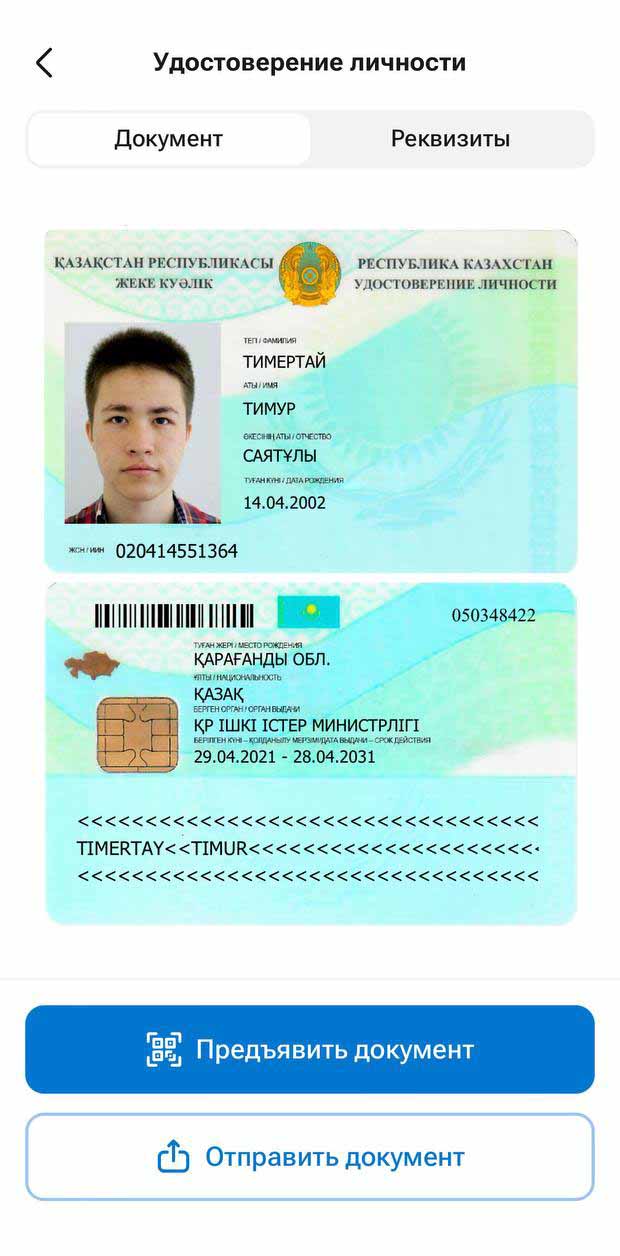 Удостоверение личности
Документ
Реквизиты
ҚАЗАҚСТАН РЕСПУБЛИКАСЫ
ЖЕКЕ КУӘЛІК
РЕСПУБЛИКА КАЗАХСТАН
УДОСТОВЕРЕНИЕ ЛИЧНОСТИ
ТЕГІ / ФАМИЛИЯ
ТИМЕРТАЙ
АТЫ / ИМЯ
ТИМУР
ӘКЕСІНІҢ АТЫ / ОТЧЕСТВО
САЯТҰЛЫ
ТУҒАН КҮНІ / ДАТА РОЖДЕНИЯ
14.04.2002
ЖСН / ИИН 020414551364
050348422
ТУҒАН ЖЕРІ / МЕСТО РОЖДЕНИЯ
ҚАРАҒАНДЫ ОБЛ.
ҰЛТЫ / НАЦИОНАЛЬНОСТЬ
ҚАЗАҚ
БЕРГЕН ОРГАН / ОРГАН ВЫДАЧИ
ҚР ІШКІ ІСТЕР МИНИСТРЛІГІ
БЕРІЛГЕН КҮНІ – ҚОЛДАНЫЛУ МЕРЗІМІ/ДАТА ВЫДАЧИ – СРОК ДЕЙСТВИЯ
29.04.2021 - 28.04.2031
<<<<<<<<<<<<<<<<<<<<<<<<<<<<<<<<<<
TIMERTAY<<TIMUR<<<<<<<<<<<<<<<<<<<<<<
<<<<<<<<<<<<<<<<<<<<<<<<<<<<<<<<<<
Предъявить документ
Отправить документ